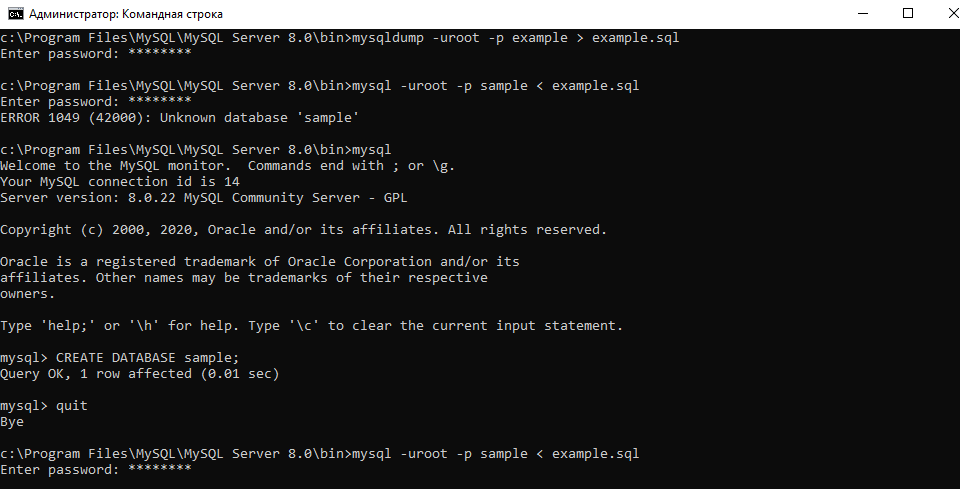 Администратор: Командная строка
c:\Program Files\MySQL\MySQL Server 8.0\bin>mysqldump -uroot -p example > example.sql
Enter password: ********
c:\Program Files\MySQL\MySQL Server 8.0\bin>mysql -uroot -p sample < example.sql
Enter password: ********
ERROR 1049 (42000): Unknown database 'sample'
c:\Program Files\MySQL\MySQL Server 8.0\bin>mysql
Welcome to the MySQL monitor.  Commands end with ; or \g.
Your MySQL connection id is 14
Server version: 8.0.22 MySQL Community Server - GPL
Copyright (c) 2000, 2020, Oracle and/or its affiliates. All rights reserved.
Oracle is a registered trademark of Oracle Corporation and/or its
affiliates. Other names may be trademarks of their respective
owners.
Type 'help;' or '\h' for help. Type '\c' to clear the current input statement.
mysql> CREATE DATABASE sample;
Query OK, 1 row affected (0.01 sec)
mysql> quit
Bye
c:\Program Files\MySQL\MySQL Server 8.0\bin>mysql -uroot -p sample < example.sql
Enter password: ********